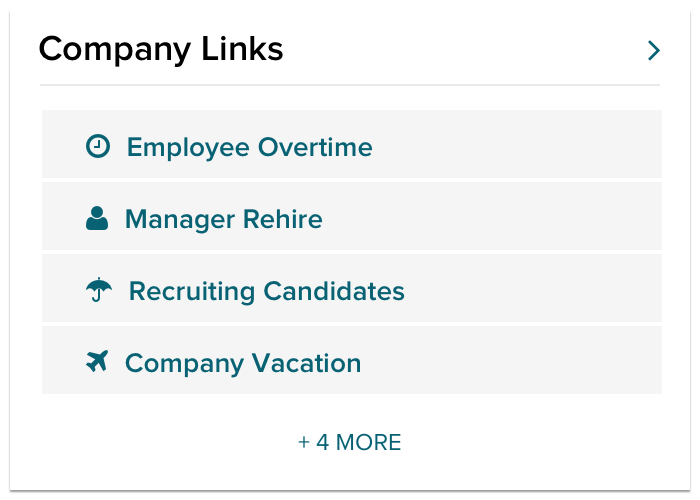 Company Links
Employee Overtime
Manager Rehire
Recruiting Candidates
Company Vacation
+ 4 MORE